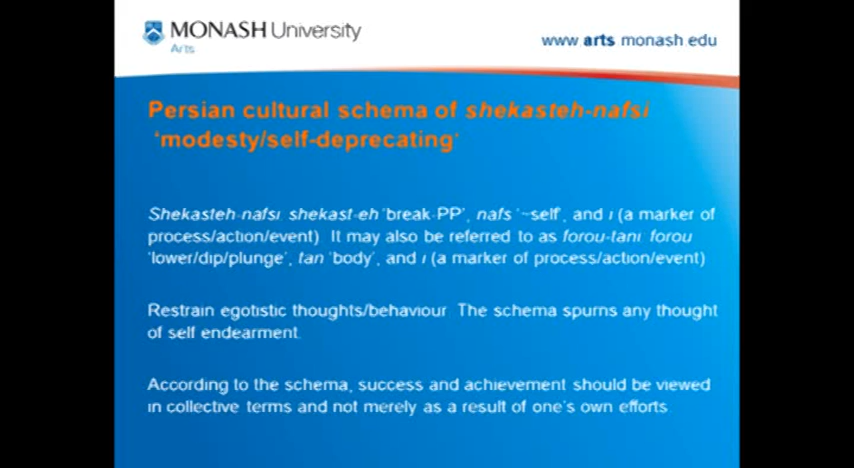 MONASH University
Arts
www arts monash edu
Persian cultural schema of shekasteh-nafsi
'modesty/self-deprecating'
Shekasteh-nafsi: shekast-eh 'break-PP', nafs '~self', and i (a marker of
process/action/event). It may also be referred to as forou-tani: forou
'lower/dip/plunge', tan 'body', and i (a marker of process/action/event)
Restrain egotistic thoughts/behaviour. The schema spurns any thought
of self endearment.
According to the schema, success and achievement should be viewed
in collective terms and not merely as a result of one's own efforts